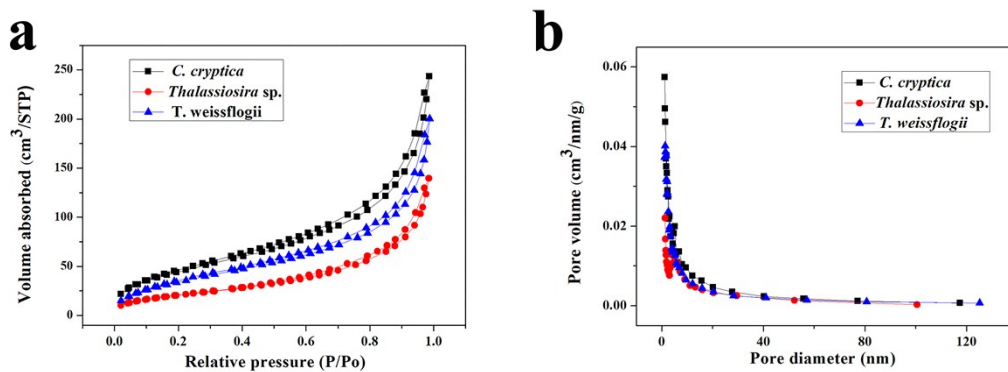 a
Volume absorbed (cm³/STP)
250
200
150
100
50
0
C. cryptica
Thalassiosira sp.
T. weissflogii
0.0 0.2 0.4 0.6 0.8 1.0
Relative pressure (P/Po)
b
Pore volume (cm³/nm/g)
0.06
0.04
0.02
0.00
C. cryptica
Thalassiosira sp.
T. weissflogii
0 40 80 120
Pore diameter (nm)